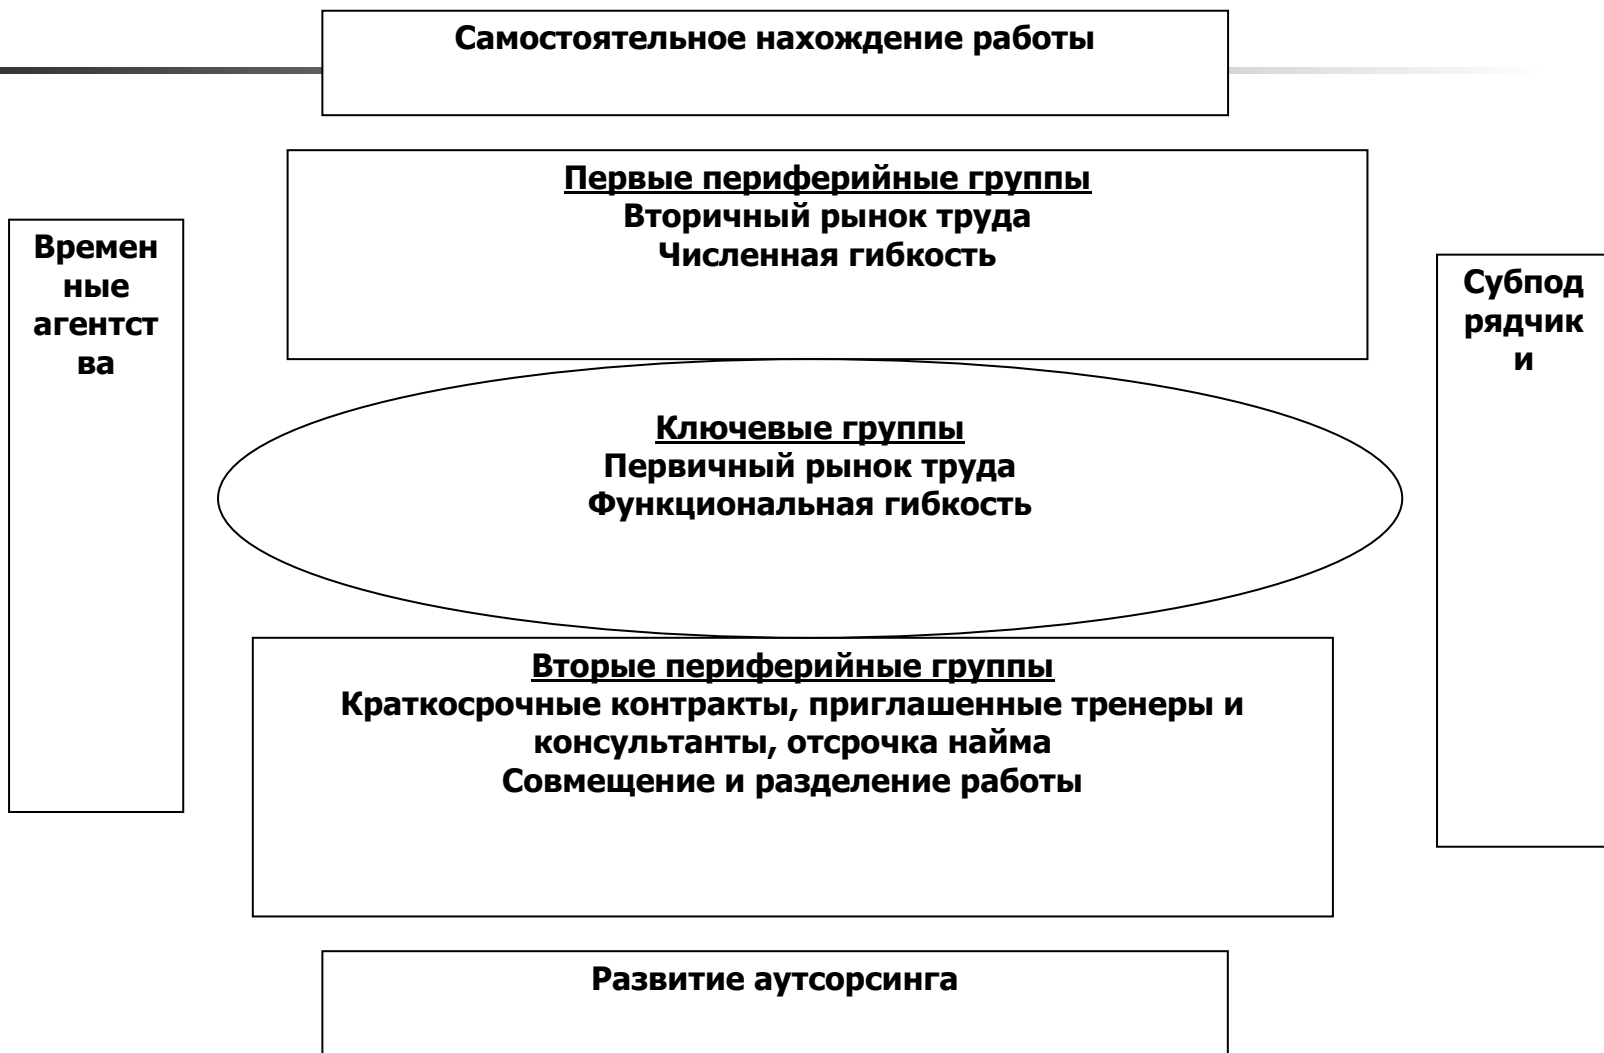 Самостоятельное нахождение работы
Первые периферийные группы
Вторичный рынок труда
Численная гибкость
Времен
ные
агентст
ва
Субпод
рядчик
и
Ключевые группы
Первичный рынок труда
Функциональная гибкость
Вторые периферийные группы
Краткосрочные контракты, приглашенные тренеры и
консультанты, отсрочка найма
Совмещение и разделение работы
Развитие аутсорсинга